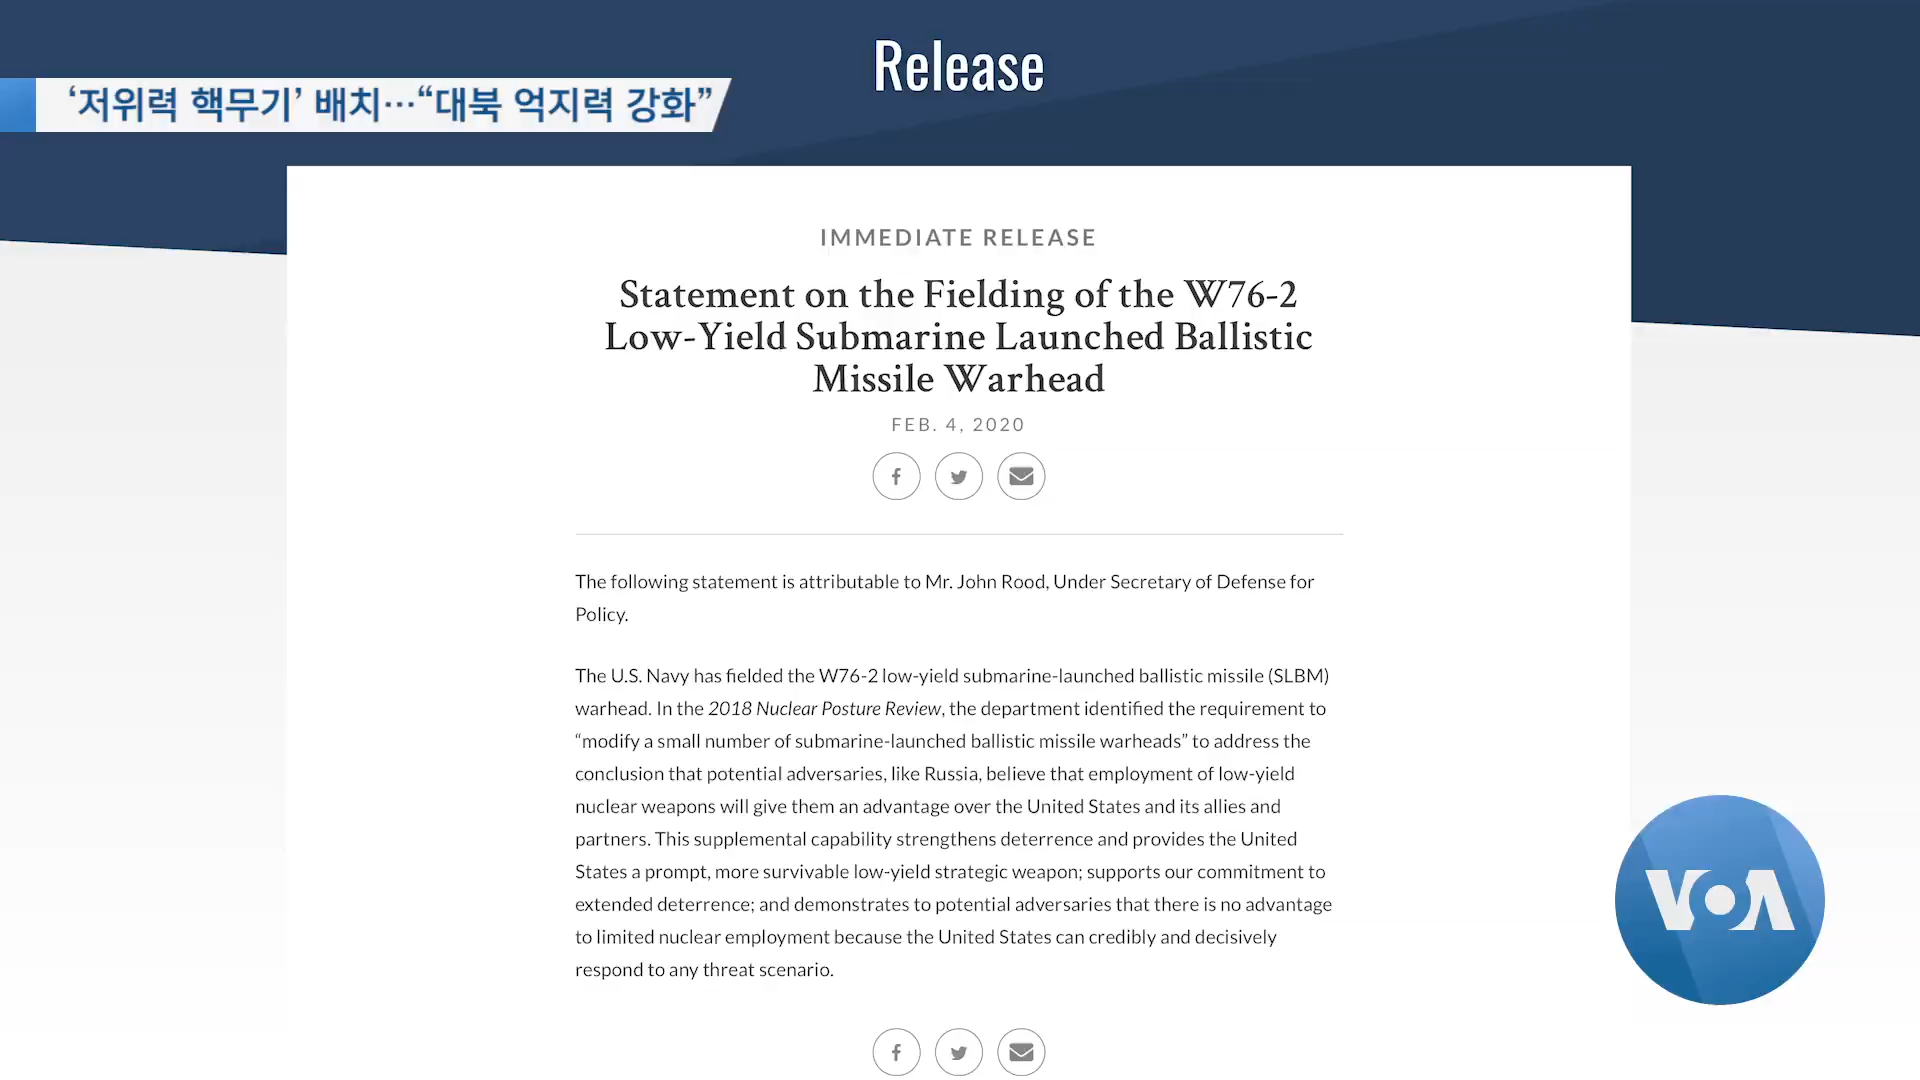 Release
‘저위력 핵무기’ 배치…“대북 억지력 강화”
IMMEDIATE RELEASE
Statement on the Fielding of the W76-2
Low-Yield Submarine Launched Ballistic
Missile Warhead
FEB. 4, 2020
The following statement is attributable to Mr. John Rood, Under Secretary of Defense for
Policy.
The U.S. Navy has fielded the W76-2 low-yield submarine-launched ballistic missile (SLBM)
warhead. In the 2018 Nuclear Posture Review, the department identified the requirement to
“modify a small number of submarine-launched ballistic missile warheads” to address the
conclusion that potential adversaries, like Russia, believe that employment of low-yield
nuclear weapons will give them an advantage over the United States and its allies and
partners. This supplemental capability strengthens deterrence and provides the United
States a prompt, more survivable low-yield strategic weapon; supports our commitment to
extended deterrence; and demonstrates to potential adversaries that there is no advantage
to limited nuclear employment because the United States can credibly and decisively
respond to any threat scenario.
VOA